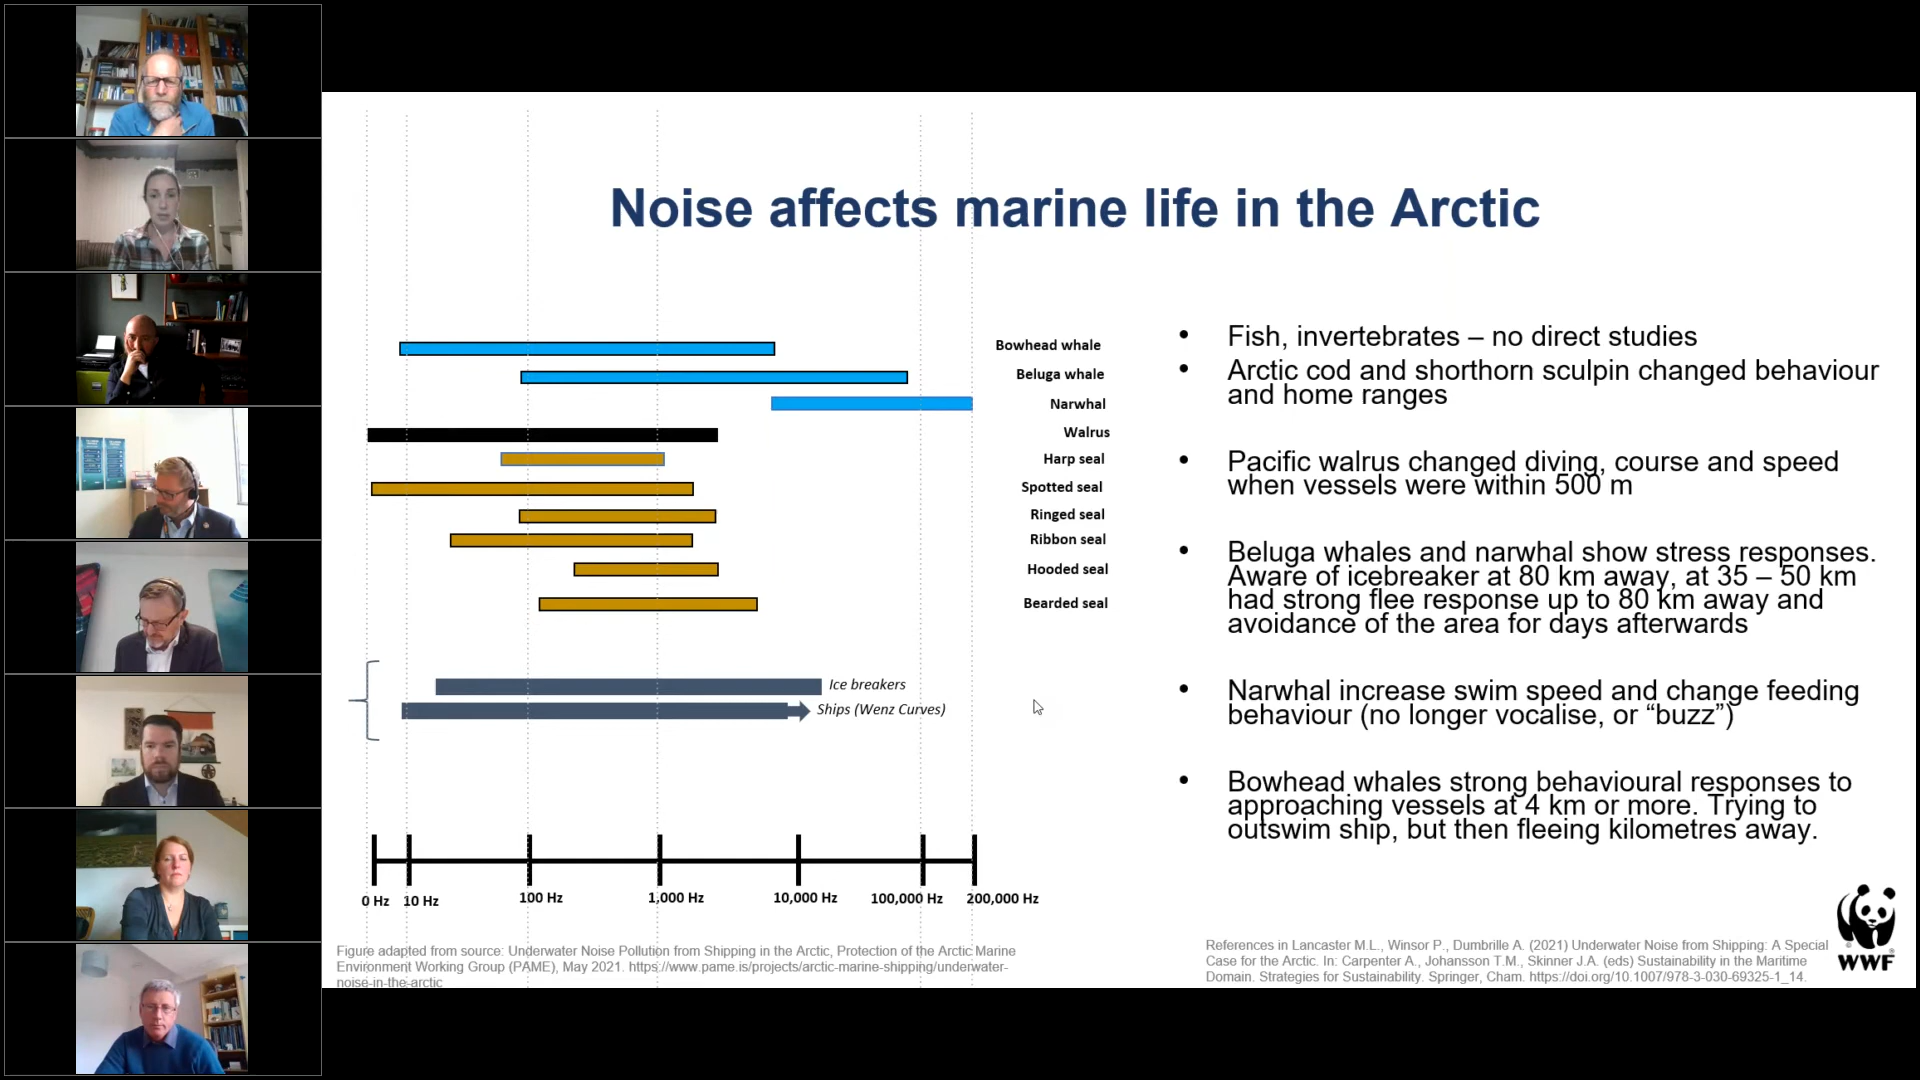 Noise affects marine life in the Arctic
Bowhead whale
Beluga whale
Narwhal
Walrus
Harp seal
Spotted seal
Ringed seal
Ribbon seal
Hooded seal
Bearded seal
Ice breakers
Ships (Wenz Curves)
0 Hz 10 Hz 100 Hz 1,000 Hz 10,000 Hz 100,000 Hz 200,000 Hz
Figure adapted from source: Underwater Noise Pollution from Shipping in the Arctic, Protection of the Arctic Marine
Environment Working Group (PAME), May 2021. https://www.pame.is/projects/arctic-marine-shipping/underwater-
noise-in-the-arctic
• Fish, invertebrates – no direct studies
• Arctic cod and shorthorn sculpin changed behaviour
and home ranges
• Pacific walrus changed diving, course and speed
when vessels were within 500 m
• Beluga whales and narwhal show stress responses.
Aware of icebreaker at 80 km away, at 35 – 50 km
had strong flee response up to 80 km away and
avoidance of the area for days afterwards
• Narwhal increase swim speed and change feeding
behaviour (no longer vocalise, or “buzz”)
• Bowhead whales strong behavioural responses to
approaching vessels at 4 km or more. Trying to
outswim ship, but then fleeing kilometres away.
References in Lancaster M.L., Winsor P., Dumbrille A. (2021) Underwater Noise from Shipping: A Special
Case for the Arctic. In: Carpenter A., Johansson T.M., Skinner J.A. (eds) Sustainability in the Maritime
Domain. Strategies for Sustainability. Springer, Cham. https://doi.org/10.1007/978-3-030-69325-1_14.
WWF